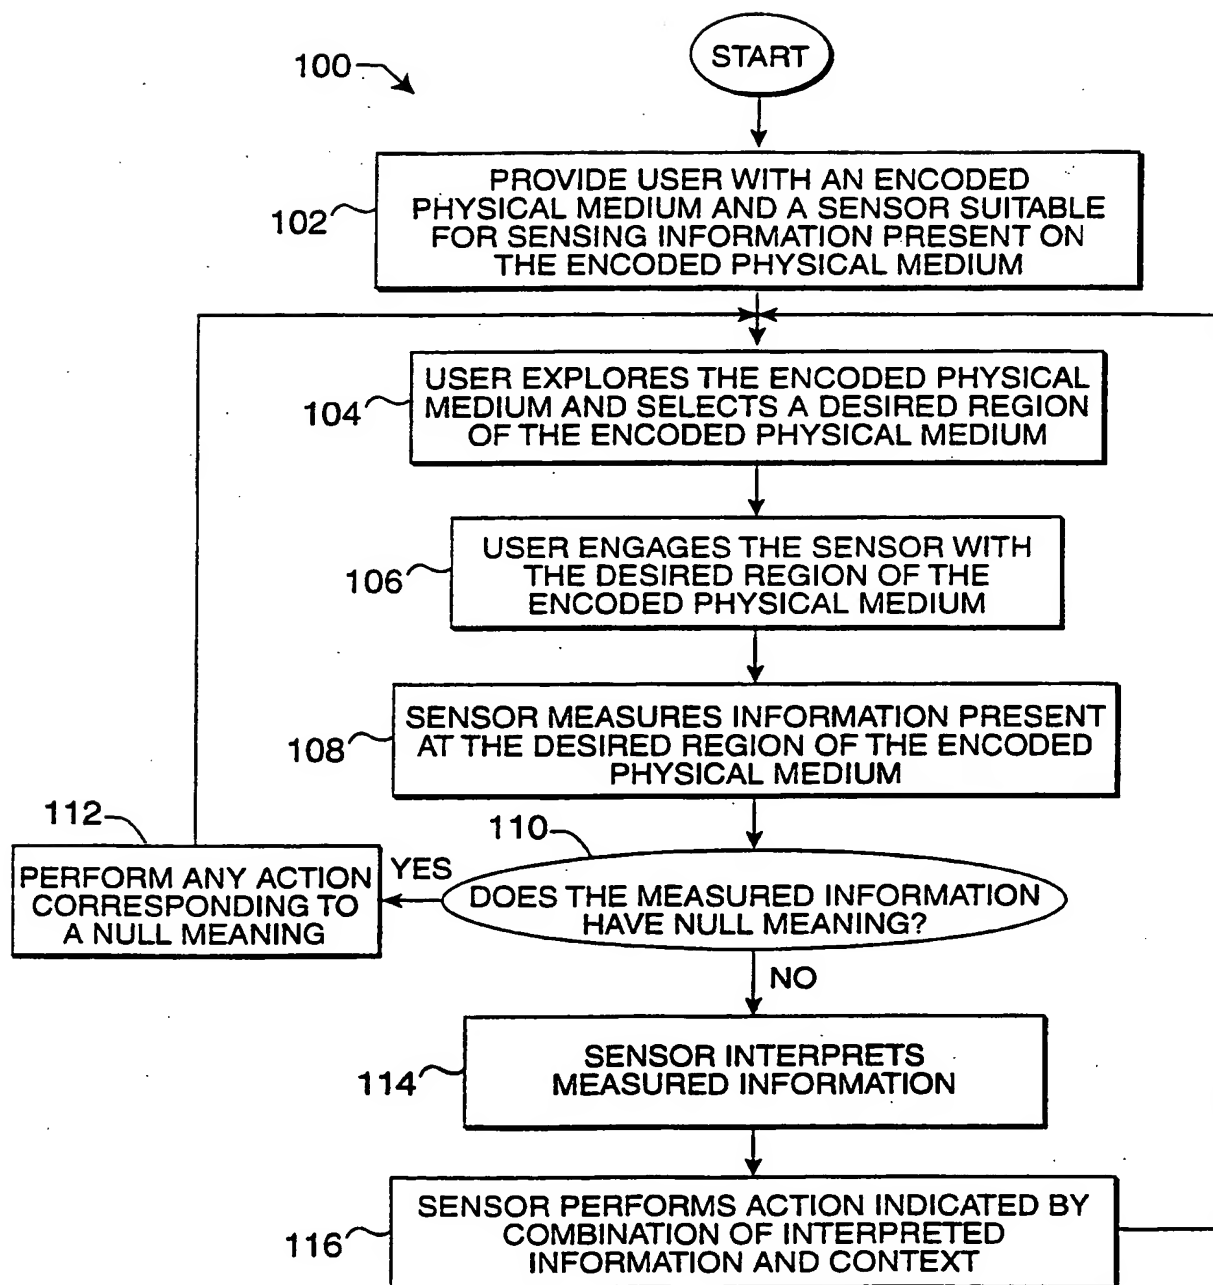 START
100
PROVIDE USER WITH AN ENCODED
PHYSICAL MEDIUM AND A SENSOR SUITABLE
FOR SENSING INFORMATION PRESENT ON
THE ENCODED PHYSICAL MEDIUM
102
USER EXPLORES THE ENCODED PHYSICAL
MEDIUM AND SELECTS A DESIRED REGION
OF THE ENCODED PHYSICAL MEDIUM
104
USER ENGAGES THE SENSOR WITH
THE DESIRED REGION OF THE
ENCODED PHYSICAL MEDIUM
106
SENSOR MEASURES INFORMATION PRESENT
AT THE DESIRED REGION OF THE ENCODED
PHYSICAL MEDIUM
108
110
DOES THE MEASURED INFORMATION
HAVE NULL MEANING?
YES
112
PERFORM ANY ACTION
CORRESPONDING TO
A NULL MEANING
NO
SENSOR INTERPRETS
MEASURED INFORMATION
114
SENSOR PERFORMS ACTION INDICATED BY
COMBINATION OF INTERPRETED
INFORMATION AND CONTEXT
116